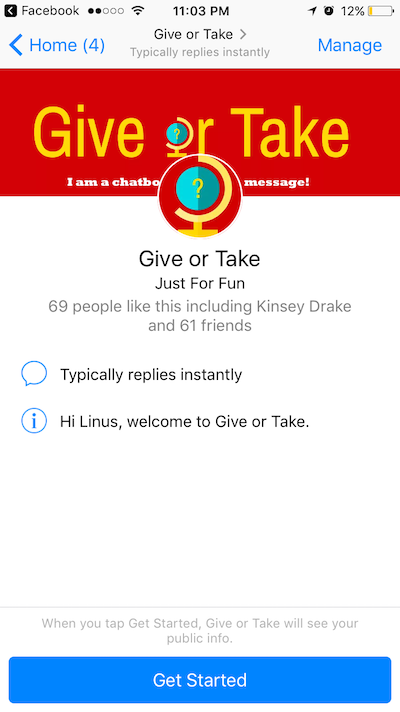 Facebook 11:03 PM 12%
Home (4) Give or Take Manage
Typically replies instantly
Give or Take
I am a chatbo message!
?
Give or Take
Just For Fun
69 people like this including Kinsey Drake
and 61 friends
Typically replies instantly
Hi Linus, welcome to Give or Take.
When you tap Get Started, Give or Take will see your
public info.
Get Started